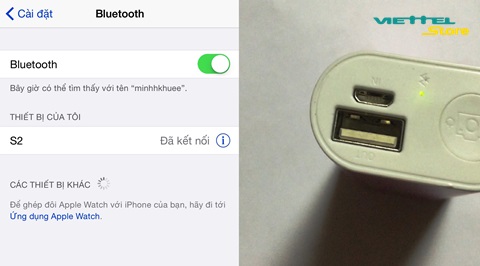 Cài đặt
Bluetooth
Bluetooth
Bây giờ có thể tìm thấy với tên “minhhkhuee”.
THIẾT BỊ CỦA TÔI
S2
Đã kết nối
CÁC THIẾT BỊ KHÁC
Để ghép đôi Apple Watch với iPhone của bạn, hãy đi tới
Ứng dụng Apple Watch.
VIETTEL
Store
IN
OUT